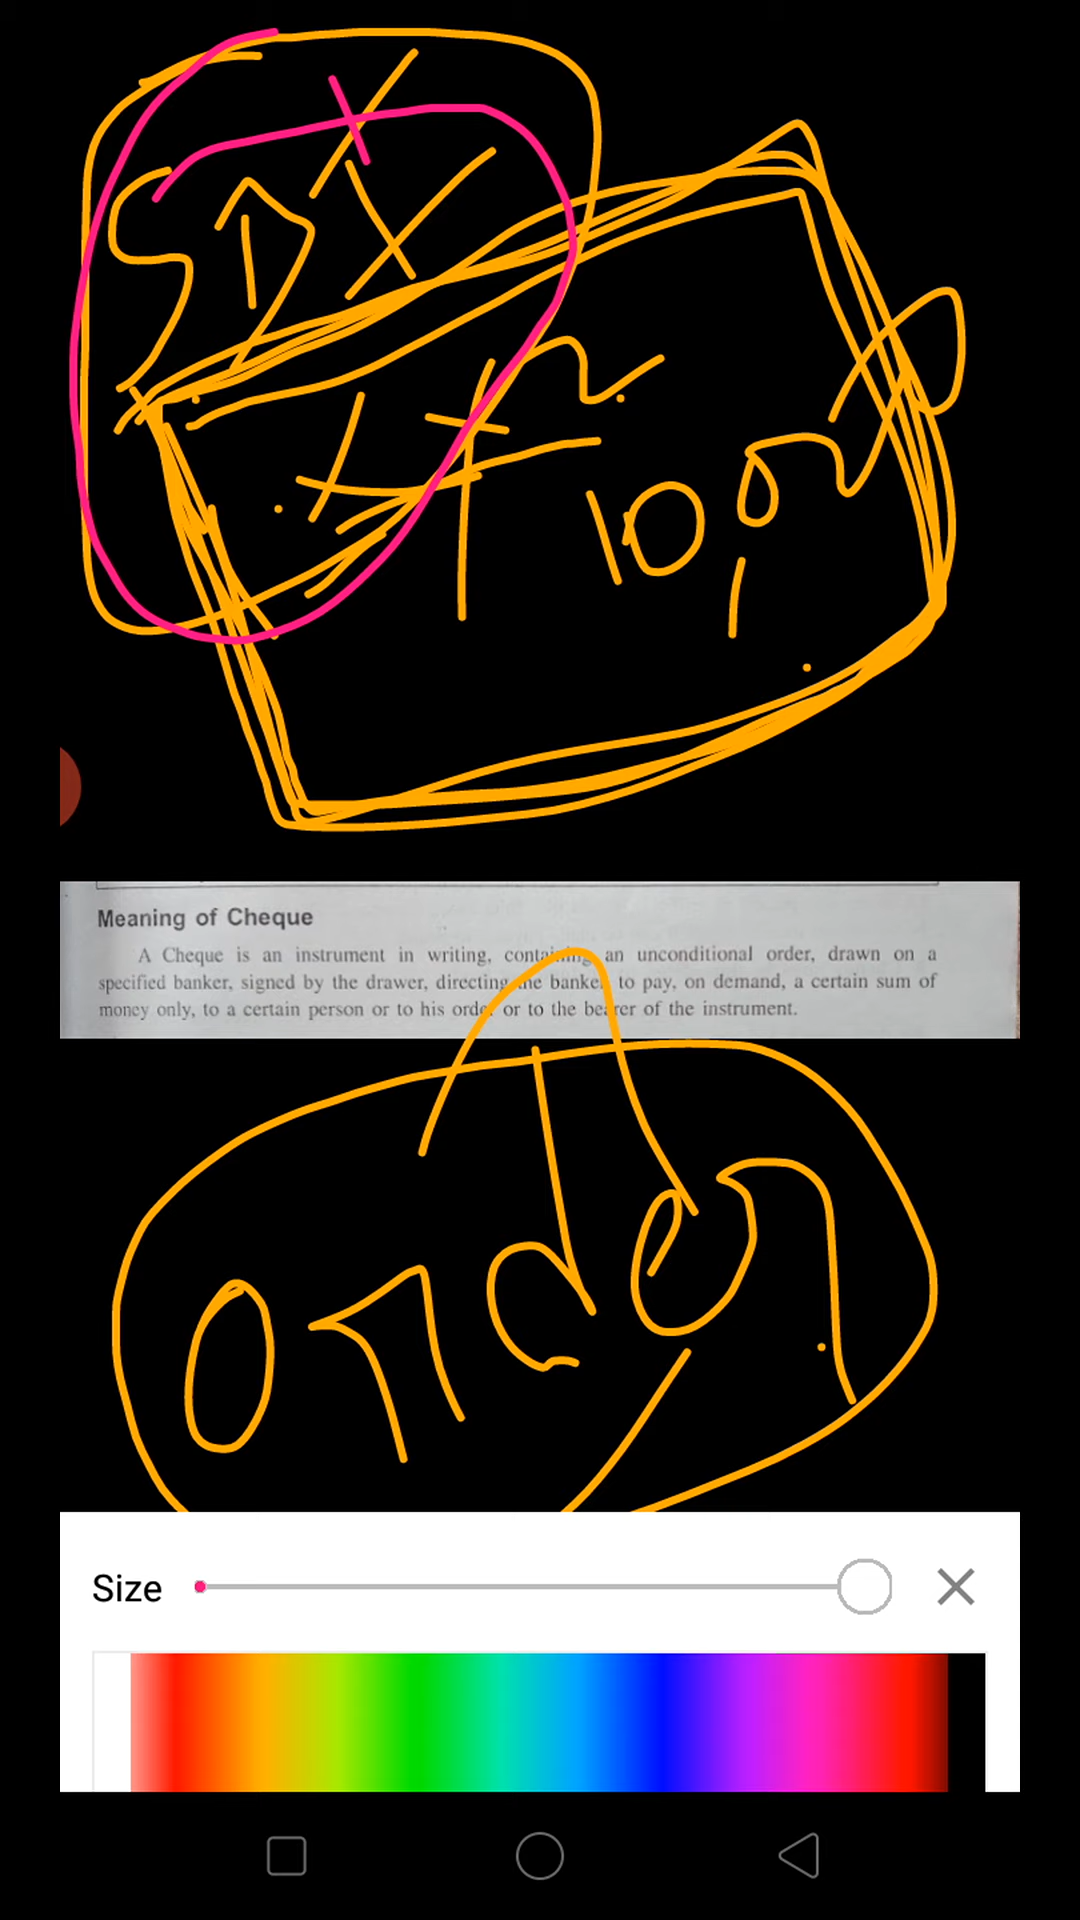 Meaning of Cheque
A Cheque is an instrument in writing, containing an unconditional order, drawn on a
specified banker, signed by the drawer, directing the banker to pay, on demand, a certain sum of
money only, to a certain person or to his order or to the bearer of the instrument.
order
Size